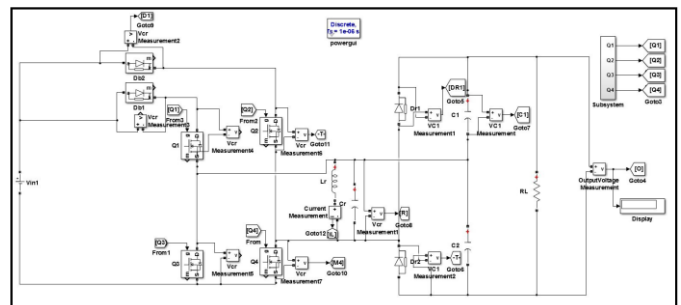 [D1]
Goto9
Vcr
Measurement2
Db2
Db1
Vcr
Measurement3
Discrete,
Ts = 1e-06 s
powergui
[Q1]
From3
Q1
Vcr
Measurement4
[Q2]
From2
Q2
Vcr
Measurement6
-T-
Goto11
Vin1
Lr
Current
Measurement
[IL]
Goto12
Cr
Vcr
Measurement1
[R]
Goto8
[Q3]
From1
Q3
Vcr
Measurement5
[Q4]
From
Q4
Vcr
Measurement7
[M4]
Goto10
Dr1
VC1
Measurement1
[DR1]
Goto5
C1
VC1
Measurement
[C1]
Goto7
Dr2
VC1
Measurement2
-T-
Goto6
C2
RL
Q1
Q2
Q3
Q4
Subsystem
[Q1]
[Q2]
[Q3]
[Q4]
Goto3
OutputVoltage
Measurement
[O]
Goto4
Display